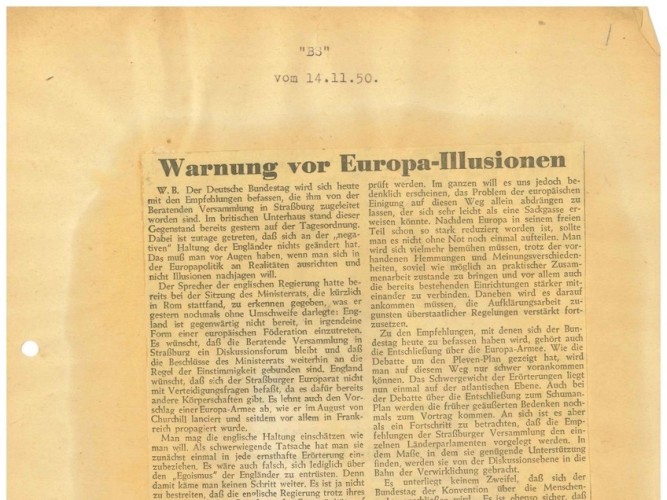 "B3"
vom 14.11.50.
Warnung vor Europa-Illusionen
W. B. Der Deutsche Bundestag wird sich heute
mit den Empfehlungen befassen, die ihm von der
Beratenden Versammlung in Straßburg zugeleitet
worden sind. Im britischen Unterhaus stand dieser
Gegenstand bereits gestern auf der Tagesordnung.
Dabei ist zutage getreten, daß sich an der „nega-
tiven" Haltung der Engländer nichts geändert hat.
Das muß man vor Augen haben, wenn man sich in
der Europapolitik an Realitäten ausrichten und
nicht Illusionen nachjagen will.
Der Sprecher der englischen Regierung hatte be-
reits bei der Sitzung des Ministerrats, die kürzlich
in Rom stattfand, zu erkennen gegeben, was er
gestern nochmals ohne Umschweife darlegte: Eng-
land ist gegenwärtig nicht bereit, in irgendeine
Form einer europäischen Föderation einzutreten.
Es wünscht, daß die Beratende Versammlung in
Straßburg ein Diskussionsforum bleibt und daß
die Beschlüsse des Ministerrats weiterhin an die
Regel der Einstimmigkeit gebunden sind. England
wünscht, daß sich der Straßburger Europarat nicht
mit Verteidigungsfragen befaßt, da es dafür bereits
andere Körperschaften gibt. Es lehnt auch den Vor-
schlag einer Europa-Armee ab, wie er im August von
Churchill lanciert und seitdem vor allem in Frank-
reich propagiert wurde.
Man mag die englische Haltung einschätzen wie
man will. Als schwerwiegende Tatsache hat man sie
zunächst einmal in jede ernsthafte Erörterung ein-
zubeziehen. Es wäre auch falsch, sich lediglich über
den „Egoismus" der Engländer zu entrüsten. Denn
damit käme man keinen Schritt weiter. Es ist ja nicht
zu bestreiten, daß die englische Regierung trotz ihres
prüft werden. Im ganzen will es uns jedoch be-
denklich erscheinen, das Problem der europäischen
Einigung auf diesen Weg allein abdrängen zu
lassen, der sich sehr leicht als eine Sackgasse er-
weisen könnte. Nachdem Europa in seinem freien
Teil schon so stark reduziert worden ist, sollte
man es nicht ohne Not noch einmal aufteilen. Man
wird sich vielmehr bemühen müssen, trotz der vor-
handenen Hemmungen und Meinungsverschieden-
heiten, soviel wie möglich an praktischer Zusam-
menarbeit zustande zu bringen und vor allem auch
die bereits bestehenden Einrichtungen stärker mit-
einander zu verbinden. Daneben wird es darauf
ankommen müssen, die Aufklärungsarbeit zu-
gunsten überstaatlicher Regelungen verstärkt fort-
zusetzen.
Zu den Empfehlungen, mit denen sich der Bun-
destag heute zu befassen haben wird, gehört auch
die Entschließung über die Europa-Armee. Wie die
Debatte um den Pleven-Plan gezeigt hat, wird
man auf diesem Weg nur schwer vorankommen
können. Das Schwergewicht der Erörterungen liegt
nun einmal auf der atlantischen Ebene. Auch bei
der Debatte über die Entschließung zum Schuman-
Plan werden die früher geäußerten Bedenken noch-
mals zum Vortrag kommen. An sich ist es aber
als ein Fortschritt zu betrachten, daß die Emp-
fehlungen der Straßburger Versammlung den ein-
zelnen Länderparlamenten vorgelegt werden. In
dem Maße, in dem sie genügende Unterstützung
finden, werden sie von der Diskussionsebene in die
Bahn der Verwirklichung gebracht.
Es unterliegt keinem Zweifel, daß sich der
Bundestag der Konvention über die Menschen-